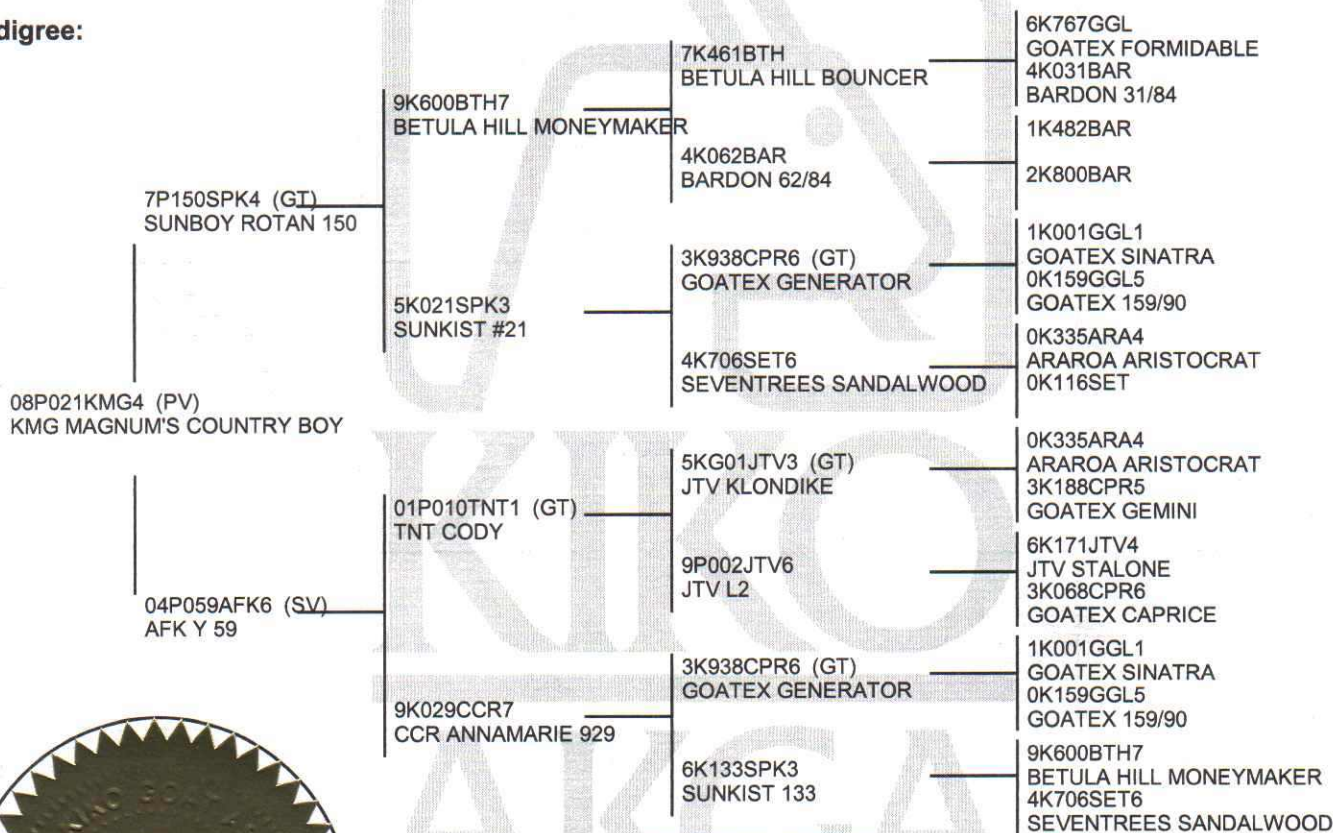 digree:
6K767GGL
GOATEX FORMIDABLE
4K031BAR
BARDON 31/84
7K461BTH
BETULA HILL BOUNCER
9K600BTH7
BETULA HILL MONEYMAKER
1K482BAR
2K800BAR
4K062BAR
BARDON 62/84
7P150SPK4 (GT)
SUNBOY ROTAN 150
1K001GGL1
GOATEX SINATRA
0K159GGL5
GOATEX 159/90
3K938CPR6 (GT)
GOATEX GENERATOR
5K021SPK3
SUNKIST #21
0K335ARA4
ARAROA ARISTOCRAT
0K116SET
4K706SET6
SEVENTREES SANDALWOOD
08P021KMG4 (PV)
KMG MAGNUM'S COUNTRY BOY
0K335ARA4
ARAROA ARISTOCRAT
3K188CPR5
GOATEX GEMINI
5KG01JTV3 (GT)
JTV KLONDIKE
01P010TNT1 (GT)
TNT CODY
6K171JTV4
JTV STALONE
3K068CPR6
GOATEX CAPRICE
9P002JTV6
JTV L2
04P059AFK6 (SV)
AFK Y 59
1K001GGL1
GOATEX SINATRA
0K159GGL5
GOATEX 159/90
3K938CPR6 (GT)
GOATEX GENERATOR
9K029CCR7
CCR ANNAMARIE 929
9K600BTH7
BETULA HILL MONEYMAKER
4K706SET6
SEVENTREES SANDALWOOD
6K133SPK3
SUNKIST 133
KIKO
AKGA
KIKO GOA